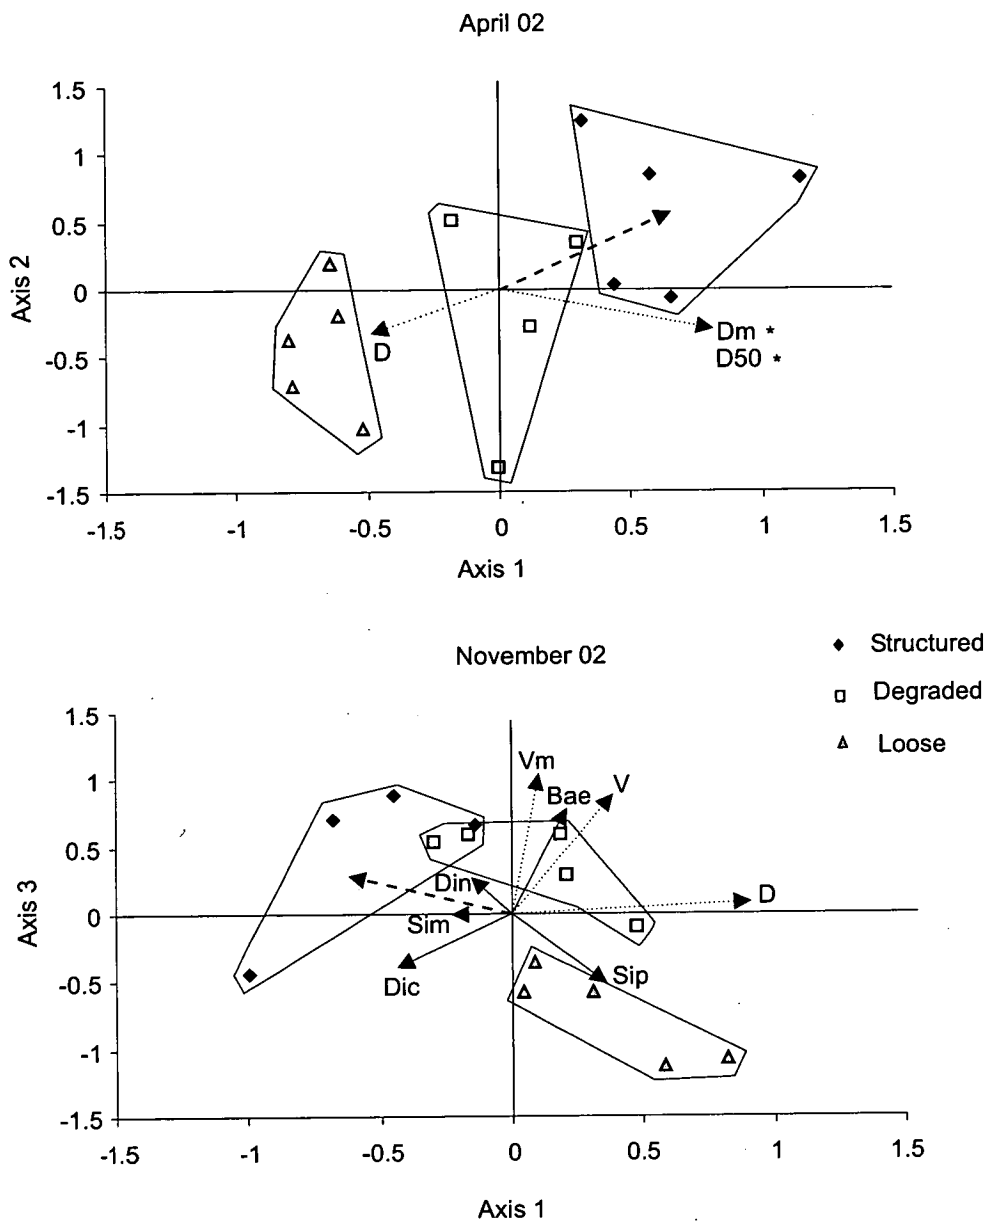 April 02
1.5
1
0.5
0
-0.5
-1
-1.5
Axis 2
D
Dm *
D50 *
-1.5 -1 -0.5 0 0.5 1 1.5
Axis 1
November 02
Structured
Degraded
Loose
1.5
1
0.5
0
-0.5
-1
-1.5
Axis 3
Vm
Bae
V
Din
D
Sim
Dic
Sip
-1.5 -1 -0.5 0 0.5 1 1.5
Axis 1